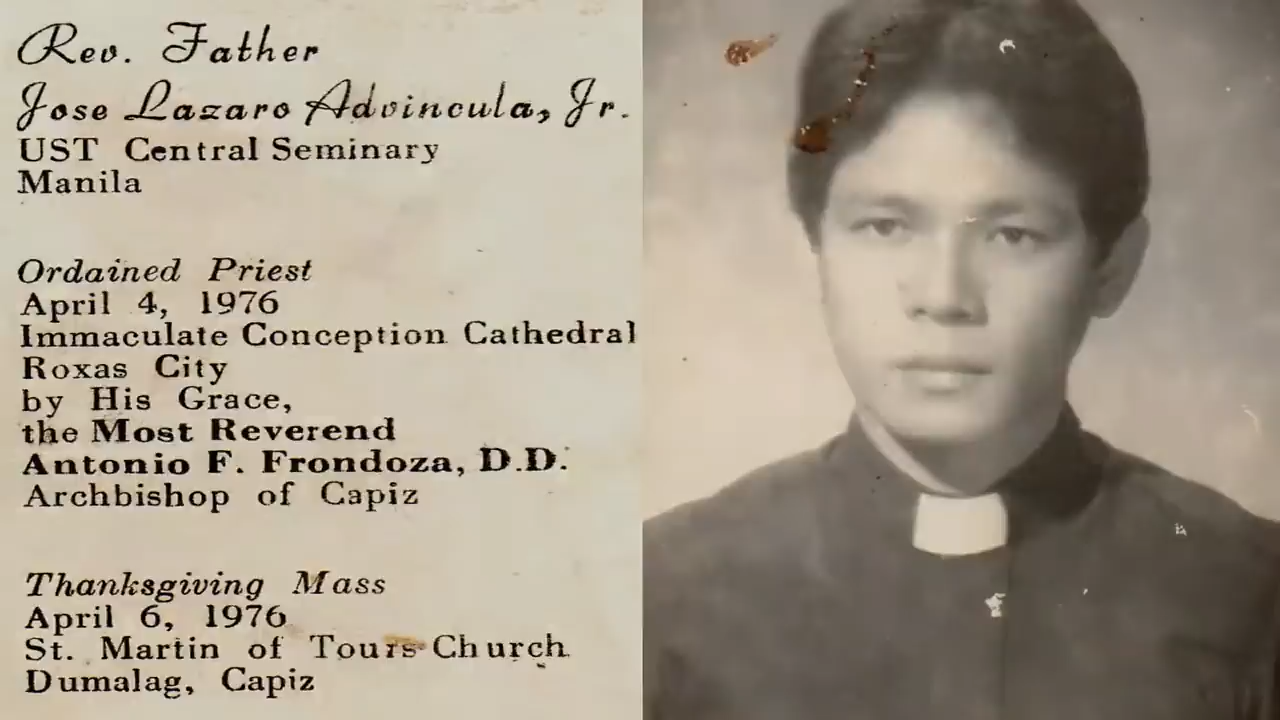 Rev. Father
Jose Lazaro Advincula, Jr.
UST Central Seminary
Manila
Ordained Priest
April 4, 1976
Immaculate Conception Cathedral
Roxas City
by His Grace,
the Most Reverend
Antonio F. Frondoza, D.D.
Archbishop of Capiz
Thanksgiving Mass
April 6, 1976
St. Martin of Tours Church
Dumalag, Capiz